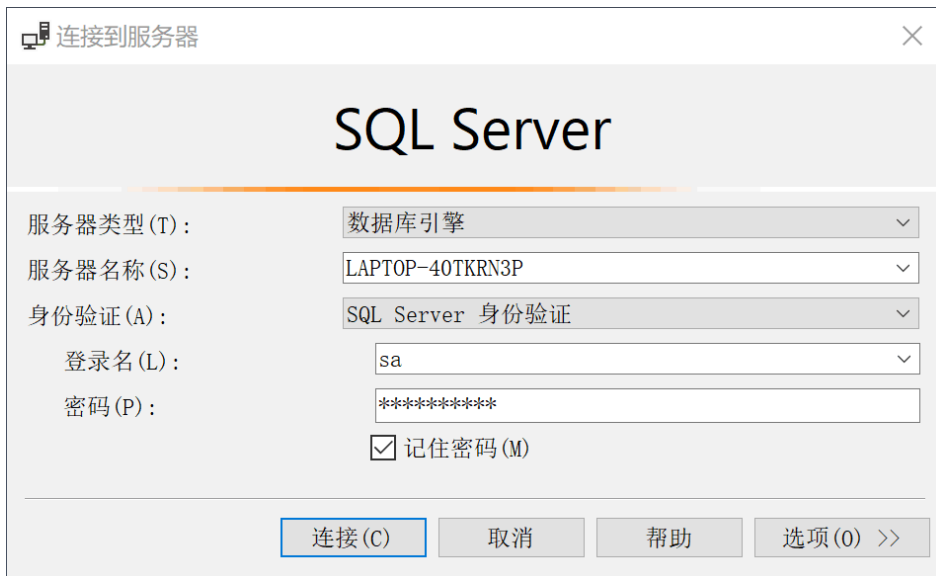 连接到服务器
SQL Server
服务器类型(T): 数据库引擎
服务器名称(S): LAPTOP-40TKRN3P
身份验证(A): SQL Server 身份验证
登录名(L): sa
密码(P): **********
记住密码(M)
连接(C) 取消 帮助 选项(O) >>